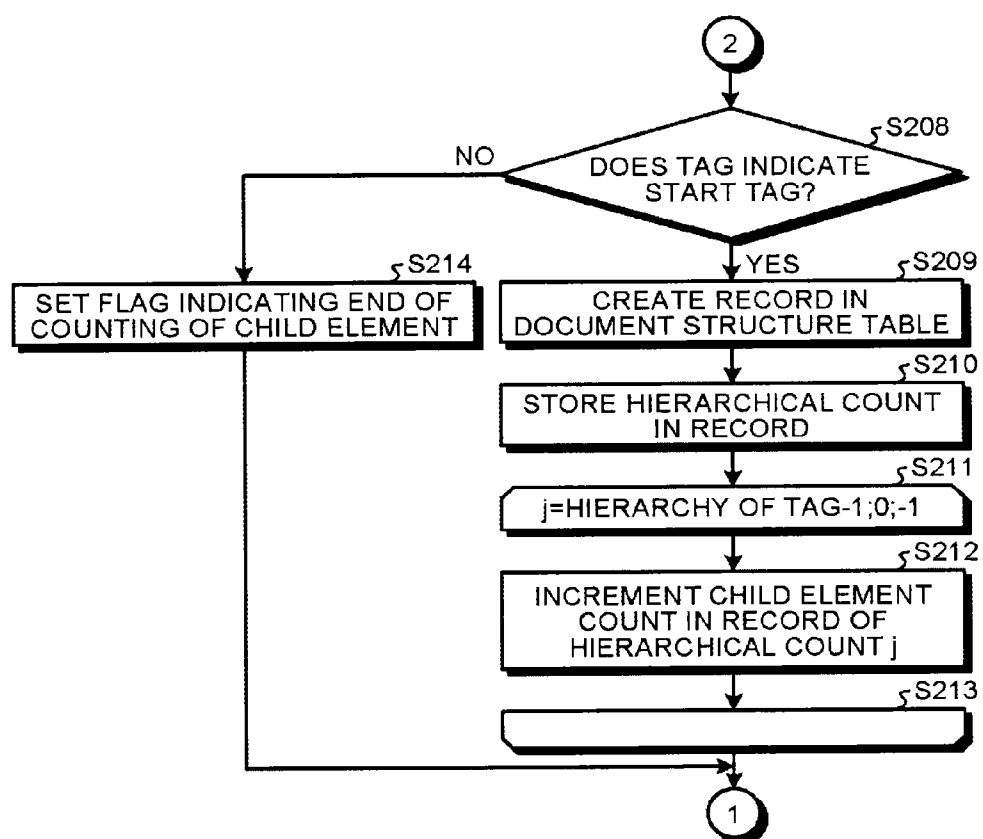 2
S208
NO
DOES TAG INDICATE
START TAG?
S214
YES
S209
SET FLAG INDICATING END OF
COUNTING OF CHILD ELEMENT
CREATE RECORD IN
DOCUMENT STRUCTURE TABLE
S210
STORE HIERARCHICAL COUNT
IN RECORD
S211
j=HIERARCHY OF TAG-1;0;-1
S212
INCREMENT CHILD ELEMENT
COUNT IN RECORD OF
HIERARCHICAL COUNT j
S213
1